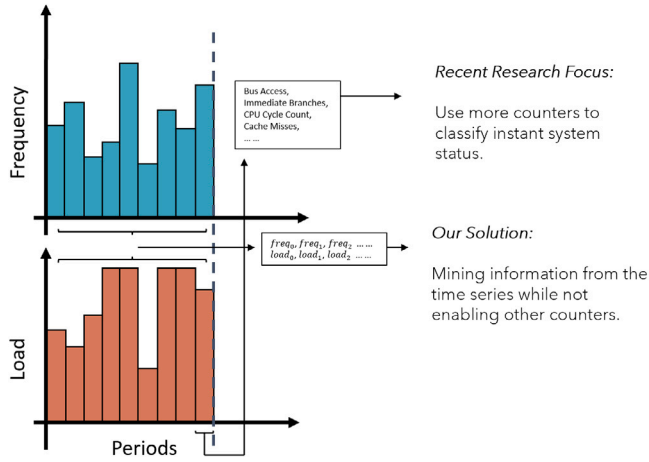 Frequency
Bus Access,
Immediate Branches,
CPU Cycle Count,
Cache Misses,
... ...
Recent Research Focus:
Use more counters to
classify instant system
status.
freq₀, freq₁, freq₂ ... ...
load₀, load₁, load₂ ... ...
Our Solution:
Mining information from the
time series while not
enabling other counters.
Load
Periods